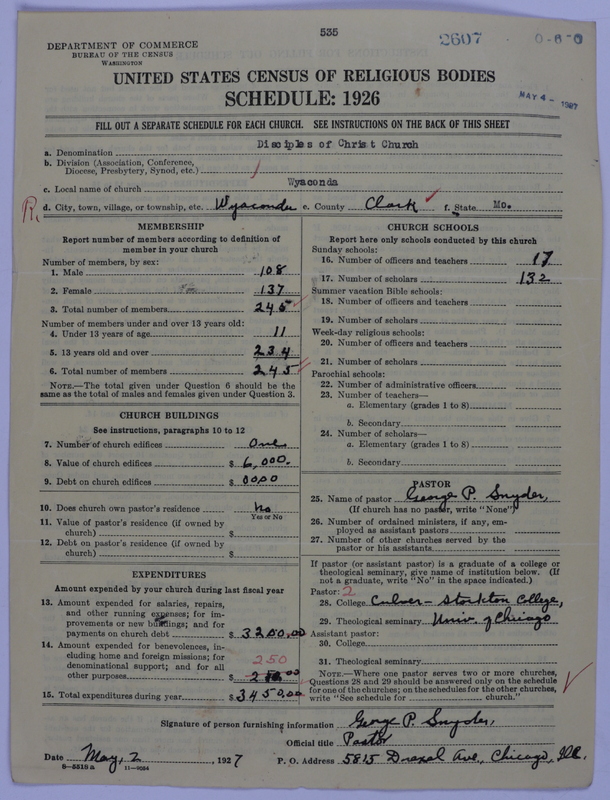 535
DEPARTMENT OF COMMERCE
BUREAU OF THE CENSUS
WASHINGTON
2607
0-6-0
MAY 4 - 1927
UNITED STATES CENSUS OF RELIGIOUS BODIES
SCHEDULE: 1926
FILL OUT A SEPARATE SCHEDULE FOR EACH CHURCH. SEE INSTRUCTIONS ON THE BACK OF THIS SHEET
a. Denomination Disciples of Christ Church
b. Division (Association, Conference,
Diocese, Presbytery, Synod, etc.)
c. Local name of church Wyaconda
R. d. City, town, village, or township, etc. Wyaconda e. County Clark f. State Mo.
MEMBERSHIP
Report number of members according to definition of
member in your church
Number of members, by sex:
1. Male 108
2. Female 137
3. Total number of members 245
Number of members under and over 13 years old:
4. Under 13 years of age 11
5. 13 years old and over 234
6. Total number of members 245
NOTE.—The total given under Question 6 should be the
same as the total of males and females given under Question 3.
CHURCH BUILDINGS
See instructions, paragraphs 10 to 12
7. Number of church edifices One
8. Value of church edifices $ 6,000.
9. Debt on church edifices $ 0000
10. Does church own pastor's residence No
Yes or No
11. Value of pastor's residence (if owned by
church) $
12. Debt on pastor's residence (if owned by
church) $
EXPENDITURES
Amount expended by your church during last fiscal year
13. Amount expended for salaries, repairs,
and other running expenses; for im-
provements or new buildings; and for
payments on church debt $ 3200.00
14. Amount expended for benevolences, in-
cluding home and foreign missions; for
denominational support; and for all 250
other purposes $
15. Total expenditures during year $ 3450.00
CHURCH SCHOOLS
Report here only schools conducted by this church
Sunday schools:
16. Number of officers and teachers 17
17. Number of scholars 132
Summer vacation Bible schools:
18. Number of officers and teachers
19. Number of scholars
Week-day religious schools:
20. Number of officers and teachers
21. Number of scholars
Parochial schools:
22. Number of administrative officers
23. Number of teachers—
a. Elementary (grades 1 to 8)
b. Secondary
24. Number of scholars—
a. Elementary (grades 1 to 8)
b. Secondary
PASTOR
25. Name of pastor George P. Snyder,
(If church has no pastor, write "None")
26. Number of ordained ministers, if any, em-
ployed as assistant pastors
27. Number of other churches served by the
pastor or his assistants
If pastor (or assistant pastor) is a graduate of a college or
theological seminary, give name of institution below. (If
not a graduate, write "No" in the space indicated.)
Pastor: 2
28. College Culver-Stockton College,
29. Theological seminary Univ. of Chicago
Assistant pastor:
30. College
31. Theological seminary
NOTE.—Where one pastor serves two or more churches,
Questions 28 and 29 should be answered only on the schedule
for one of the churches; on the schedules for the other churches,
write "See schedule for church."
Signature of person furnishing information George P. Snyder,
Official title Pastor
Date May, 2, 1927 P. O. Address 5815 Drexel Ave., Chicago, Ill.
8—5519 a 11—9054